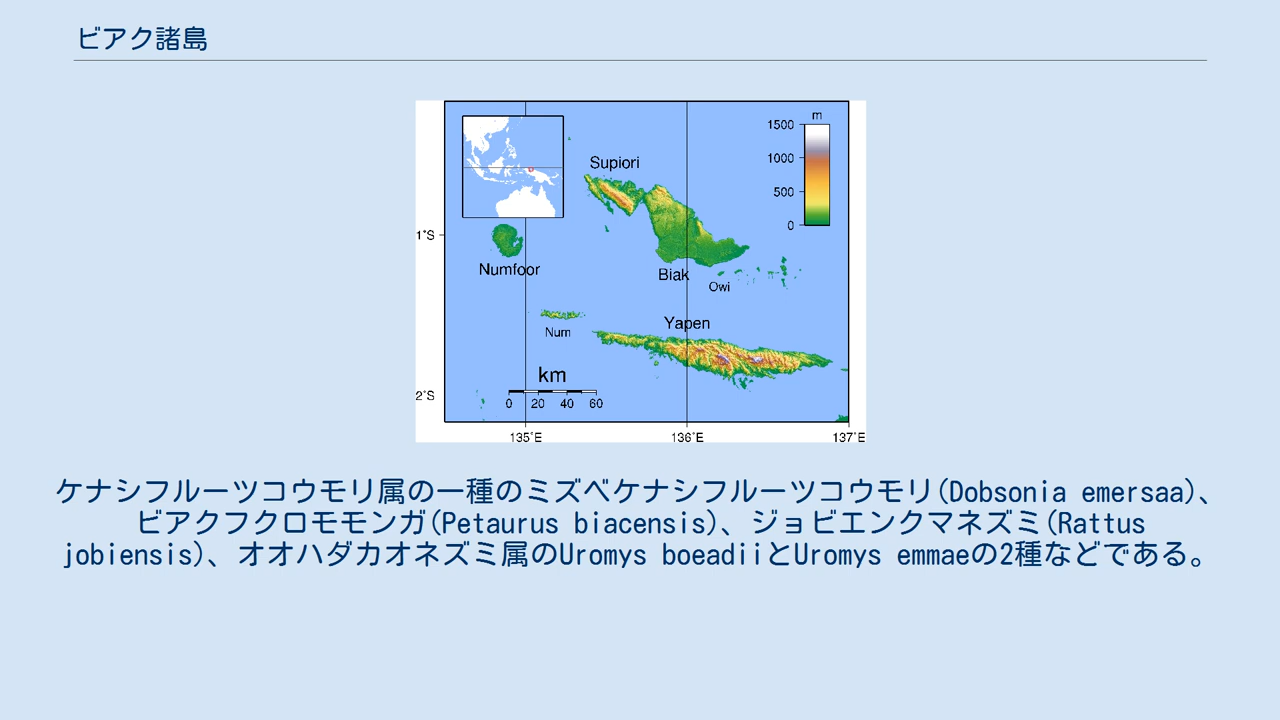 ビアク諸島
m
1500
1000
500
0
Supiori
1°S
Numfoor
Biak
Owi
Num
Yapen
km
0 20 40 60
2°S
135°E 136°E 137°E
ケナシフルーツコウモリ属の一種のミズベケナシフルーツコウモリ(Dobsonia emersaa)、
ビアクフクロモモンガ(Petaurus biacensis)、ジョビエンクマネズミ(Rattus
jobiensis)、オオハダカオネズミ属のUromys boeadiiとUromys emmaeの2種などである。